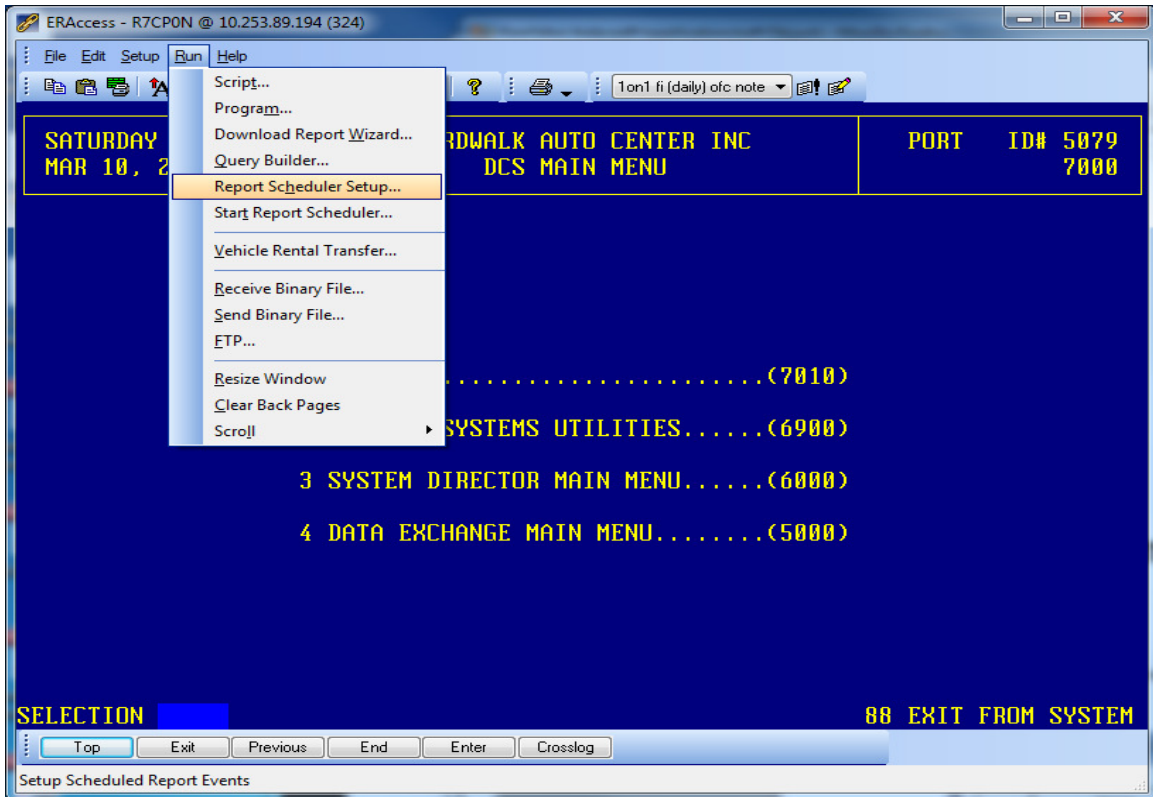 ERAccess - R7CP0N @ 10.253.89.194 (324)
File Edit Setup Run Help
1on1 fi (daily) ofc note
Script...
Program...
Download Report Wizard...
Query Builder...
Report Scheduler Setup...
Start Report Scheduler...
Vehicle Rental Transfer...
Receive Binary File...
Send Binary File...
FTP...
Resize Window
Clear Back Pages
Scroll
SATURDAY RDWALK AUTO CENTER INC PORT ID# 5079
MAR 10, 2 DCS MAIN MENU 7000
.......................(7010)
SYSTEMS UTILITIES......(6900)
3 SYSTEM DIRECTOR MAIN MENU......(6000)
4 DATA EXCHANGE MAIN MENU........(5000)
SELECTION 88 EXIT FROM SYSTEM
Top Exit Previous End Enter Crosslog
Setup Scheduled Report Events